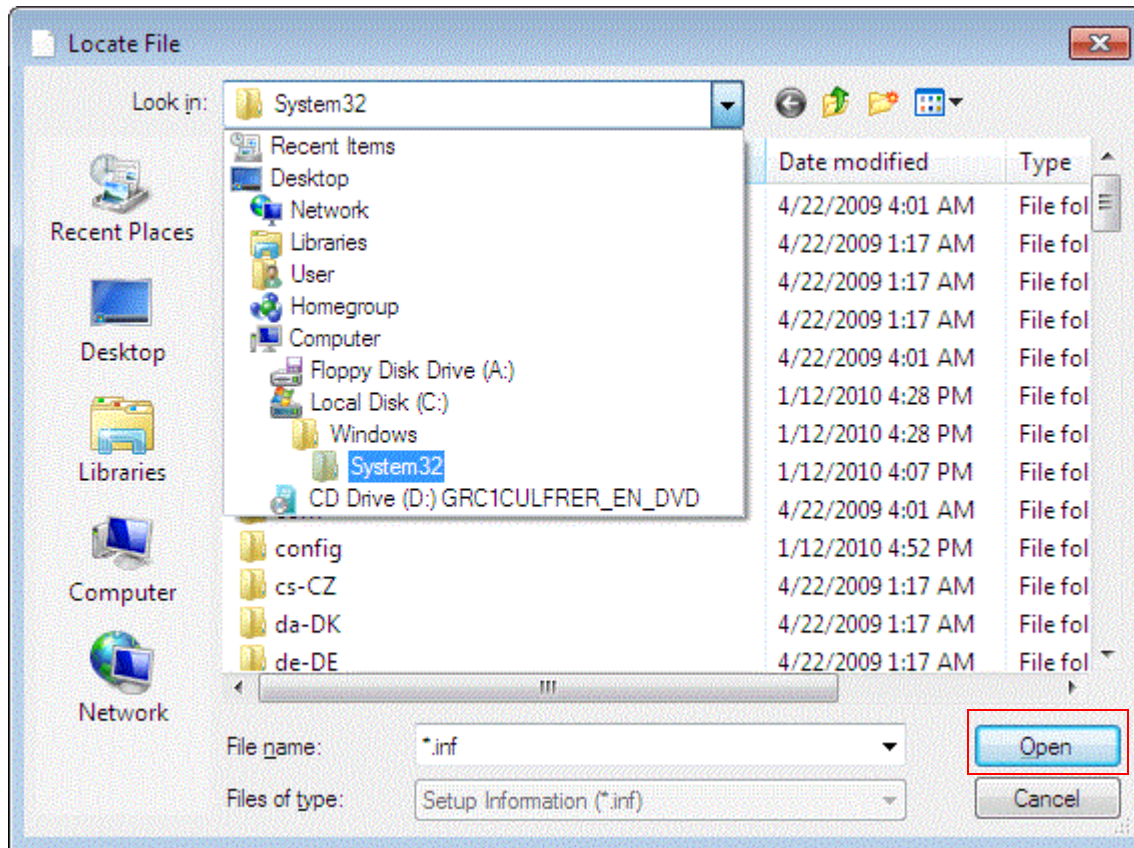 Locate File
Look in:
System32
Recent Items
Desktop
Network
Libraries
User
Homegroup
Computer
Floppy Disk Drive (A:)
Local Disk (C:)
Windows
System32
CD Drive (D:) GRC1CULFRER_EN_DVD
Recent Places
Desktop
Libraries
Computer
Network
Date modified Type
4/22/2009 4:01 AM File fol
4/22/2009 1:17 AM File fol
4/22/2009 1:17 AM File fol
4/22/2009 1:17 AM File fol
4/22/2009 4:01 AM File fol
1/12/2010 4:28 PM File fol
1/12/2010 4:28 PM File fol
1/12/2010 4:07 PM File fol
4/22/2009 4:01 AM File fol
config 1/12/2010 4:52 PM File fol
cs-CZ 4/22/2009 1:17 AM File fol
da-DK 4/22/2009 1:17 AM File fol
de-DE 4/22/2009 1:17 AM File fol
File name: *.inf Open
Files of type: Setup Information (*.inf) Cancel